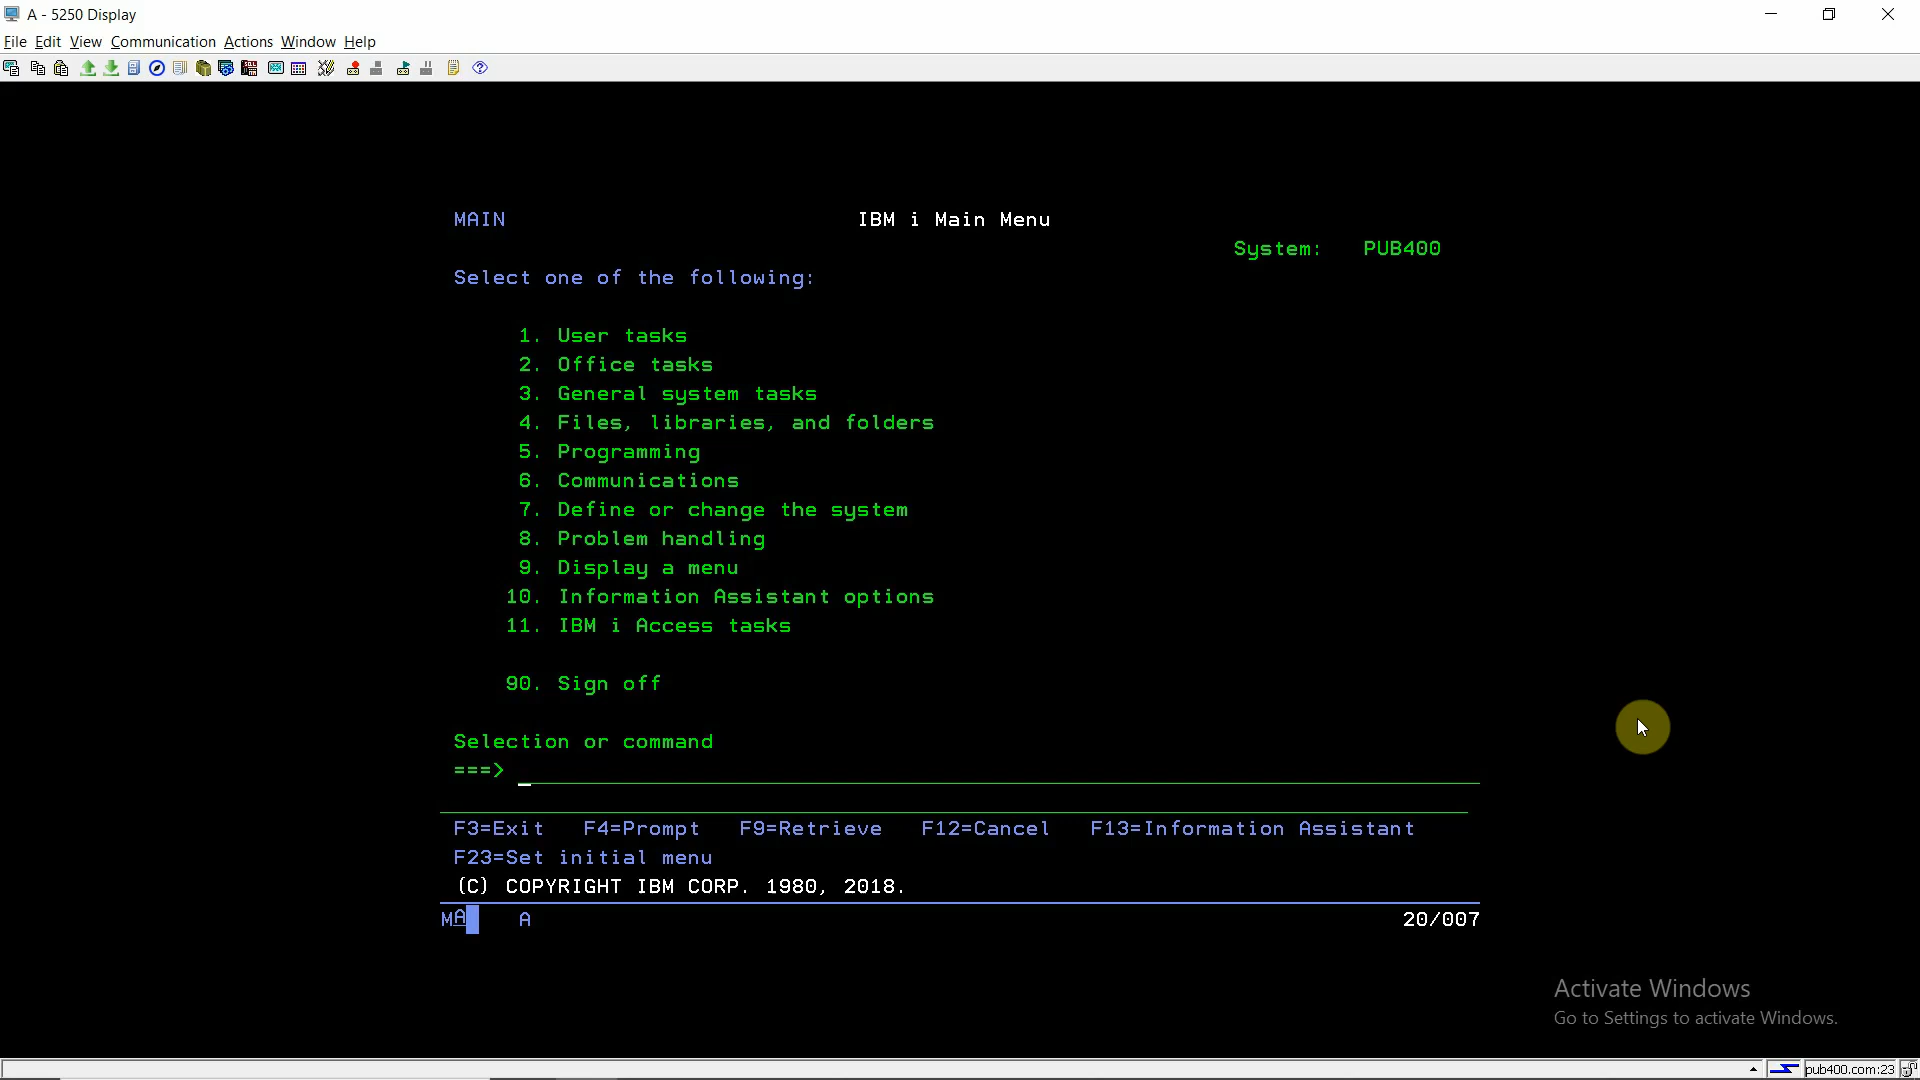 A - 5250 Display
File Edit View Communication Actions Window Help
MAIN IBM i Main Menu
System: PUB400
Select one of the following:
1. User tasks
2. Office tasks
3. General system tasks
4. Files, libraries, and folders
5. Programming
6. Communications
7. Define or change the system
8. Problem handling
9. Display a menu
10. Information Assistant options
11. IBM i Access tasks
90. Sign off
Selection or command
===>
F3=Exit F4=Prompt F9=Retrieve F12=Cancel F13=Information Assistant
F23=Set initial menu
(C) COPYRIGHT IBM CORP. 1980, 2018.
MA A 20/007
Activate Windows
Go to Settings to activate Windows.
pub400.com:23